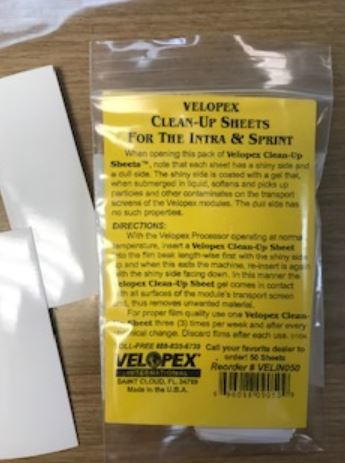 VELOPEX
CLEAN-UP SHEETS
FOR THE INTRA & SPRINT
When opening this pack of Velopex Clean-Up
Sheets™, note that each sheet has a shiny side and
a dull side. The shiny side is coated with a gel that,
when submerged in liquid, softens and picks up
particles and other contaminates on the transport
screens of the Velopex modules. The dull side has
no such properties.
DIRECTIONS:
With the Velopex Processor operating at normal
temperature, insert a Velopex Clean-Up Sheet
into the film beak length-wise first with the shiny side
up and when this exits the machine, re-insert is again
with the shiny side facing down. In this manner the
Velopex Clean-Up Sheet gel comes in contact
with all surfaces of the module's transport screen
and, thus removes unwanted material.
For proper film quality use one Velopex Clean-
Sheet three (3) times per week and after every
chemical change. Discard films after each use.
TOLL-FREE 888-835-6739 Call your favorite dealer to
order! 50 Sheets
VELOPEX
INTERNATIONAL
Reorder # VELIN050
SAINT CLOUD, FL 34769
Made in the U.S.A.